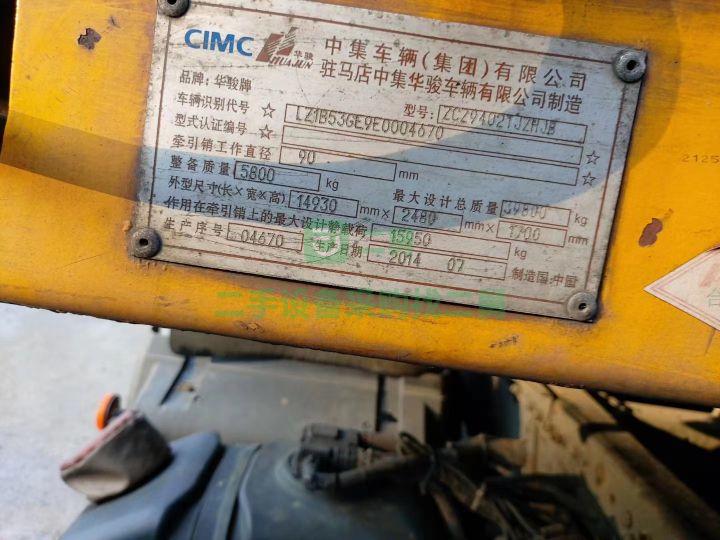 CIMC 华骏 HUAJUN 中集车辆(集团)有限公司
驻马店中集华骏车辆有限公司制造
品牌:华骏牌
车辆识别代号 ☆ LZ1B53GE9E0004670 型号: ZCZ9402TJZHJB ☆
型式认证编号 ☆ ☆
牵引销工作直径 90 mm
整备质量 5800 kg 最大设计总质量 39800 kg
外型尺寸(长×宽×高) 14930 mm× 2480 mm× 1700 mm
作用在牵引销上的最大设计静载荷 15950 kg
生产序号 04670 生产日期 2014 07 制造国:中国
2125